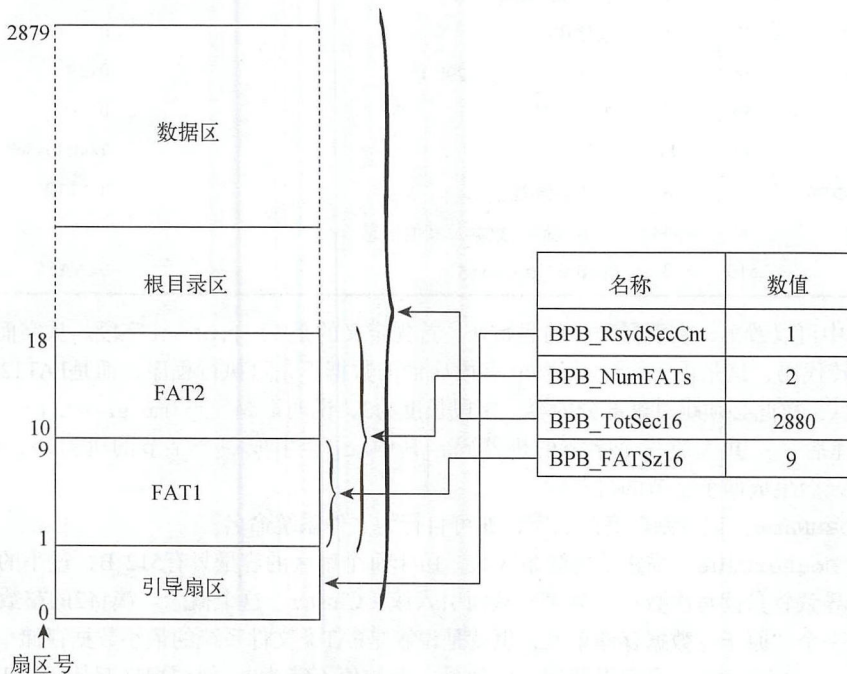 2879
数据区
根目录区
18
FAT2
10
9
FAT1
1
引导扇区
0
扇区号
名称 数值
BPB_RsvdSecCnt 1
BPB_NumFATs 2
BPB_TotSec16 2880
BPB_FATSz16 9